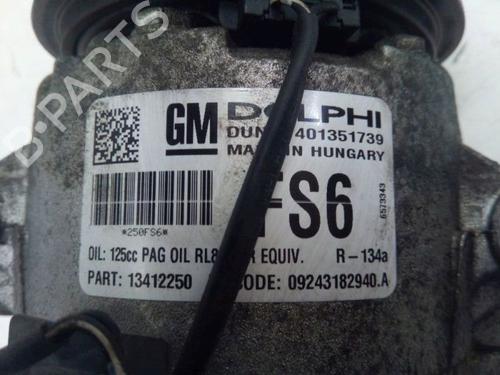 GM DELPHI
401351739
MADE IN HUNGARY
FS6
*250FS6*
6573343
OIL: 125cc PAG OIL EQUIV. R-134a
PART: 13412250 CODE: 09243182940.A
B-PARTS